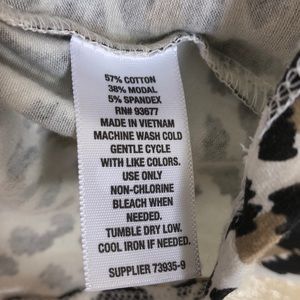 57% COTTON
38% MODAL
5% SPANDEX
RN# 93677
MADE IN VIETNAM
MACHINE WASH COLD
GENTLE CYCLE
WITH LIKE COLORS.
USE ONLY
NON-CHLORINE
BLEACH WHEN
NEEDED.
TUMBLE DRY LOW.
COOL IRON IF NEEDED.
SUPPLIER 73935-9